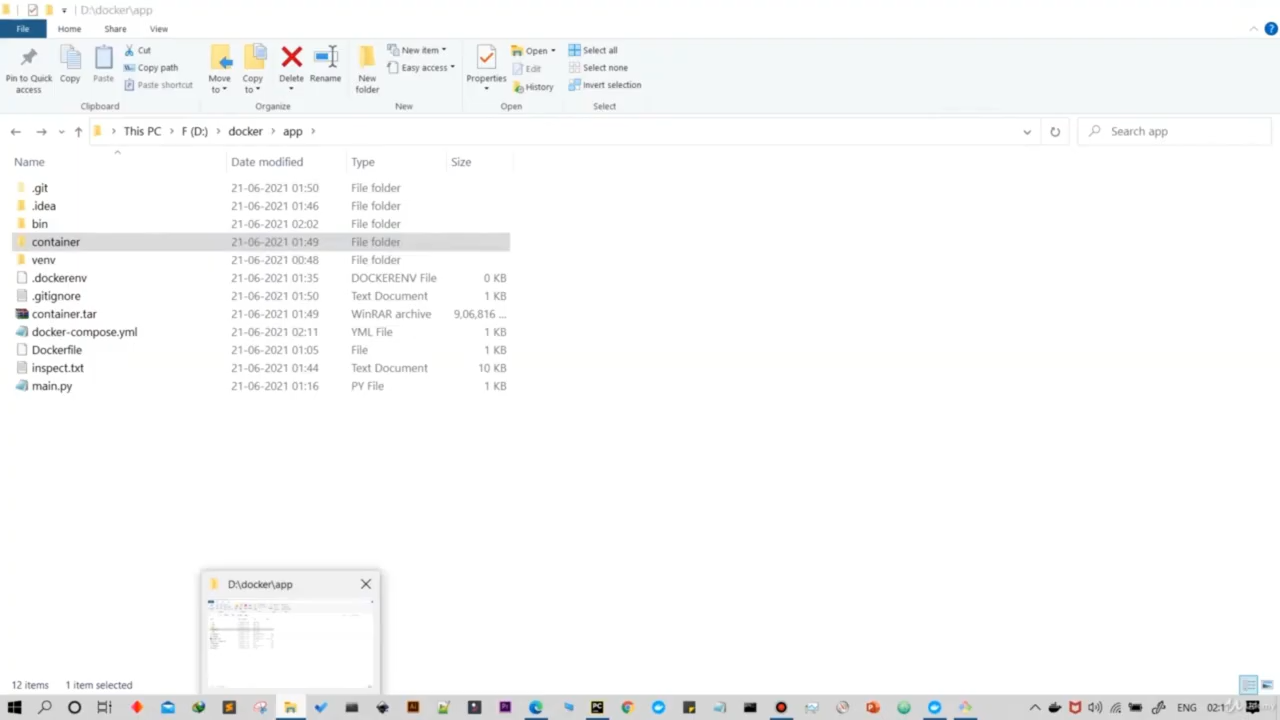 D:\docker\app
File Home Share View
Pin to Quick access
Copy
Paste
Cut
Copy path
Paste shortcut
Move to
Copy to
Delete
Rename
New folder
New item
Easy access
Properties
Open
Edit
History
Select all
Select none
Invert selection
Clipboard Organize New Open Select
This PC F (D:) docker app
Search app
Name Date modified Type Size
.git 21-06-2021 01:50 File folder
.idea 21-06-2021 01:46 File folder
bin 21-06-2021 02:02 File folder
container 21-06-2021 01:49 File folder
venv 21-06-2021 00:48 File folder
.dockerenv 21-06-2021 01:35 DOCKERENV File 0 KB
.gitignore 21-06-2021 01:50 Text Document 1 KB
container.tar 21-06-2021 01:49 WinRAR archive 9,06,816 ...
docker-compose.yml 21-06-2021 02:11 YML File 1 KB
Dockerfile 21-06-2021 01:05 File 1 KB
inspect.txt 21-06-2021 01:44 Text Document 10 KB
main.py 21-06-2021 01:16 PY File 1 KB
D:\docker\app
12 items 1 item selected
ENG
Udemy